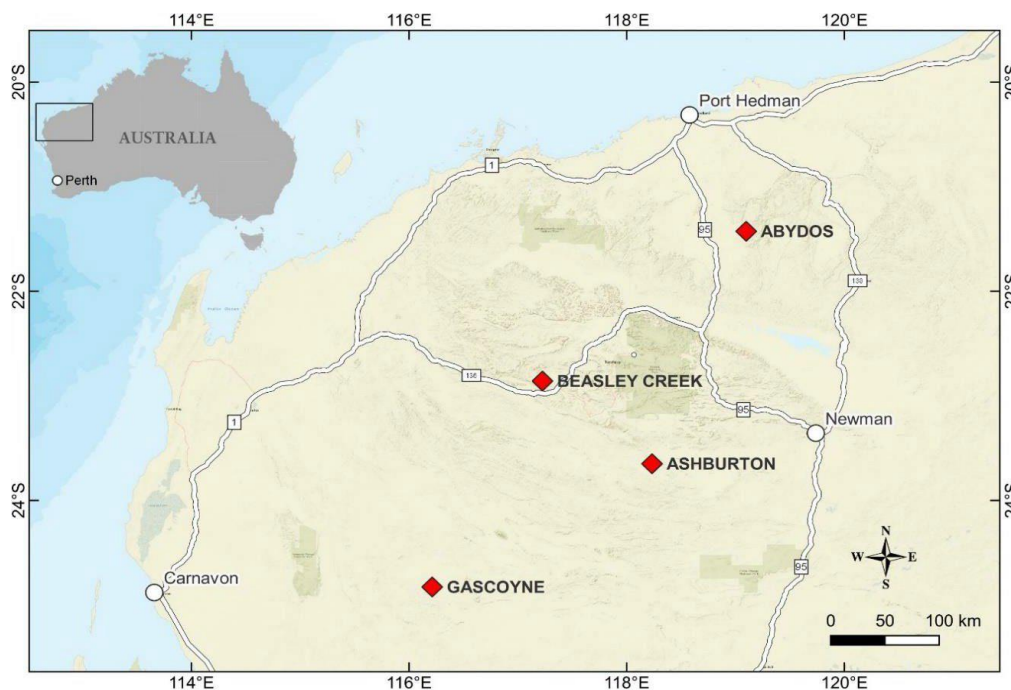 114°E 116°E 118°E 120°E
20°S
20°S
AUSTRALIA
Perth
Port Hedman
1
95
ABYDOS
22°S
22°S
138
136
BEASLEY CREEK
1
95
Newman
ASHBURTON
24°S
24°S
95
Carnavon
GASCOYNE
N
W E
S
0 50 100 km
114°E 116°E 118°E 120°E